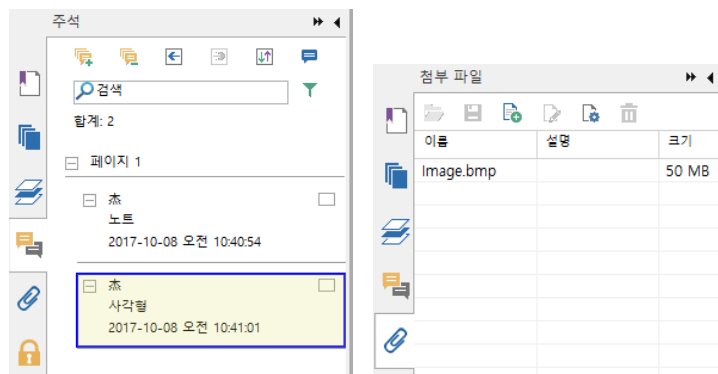 주석
검색
합계: 2
페이지 1
杰
노트
2017-10-08 오전 10:40:54
杰
사각형
2017-10-08 오전 10:41:01
첨부 파일
이름 설명 크기
Image.bmp 50 MB